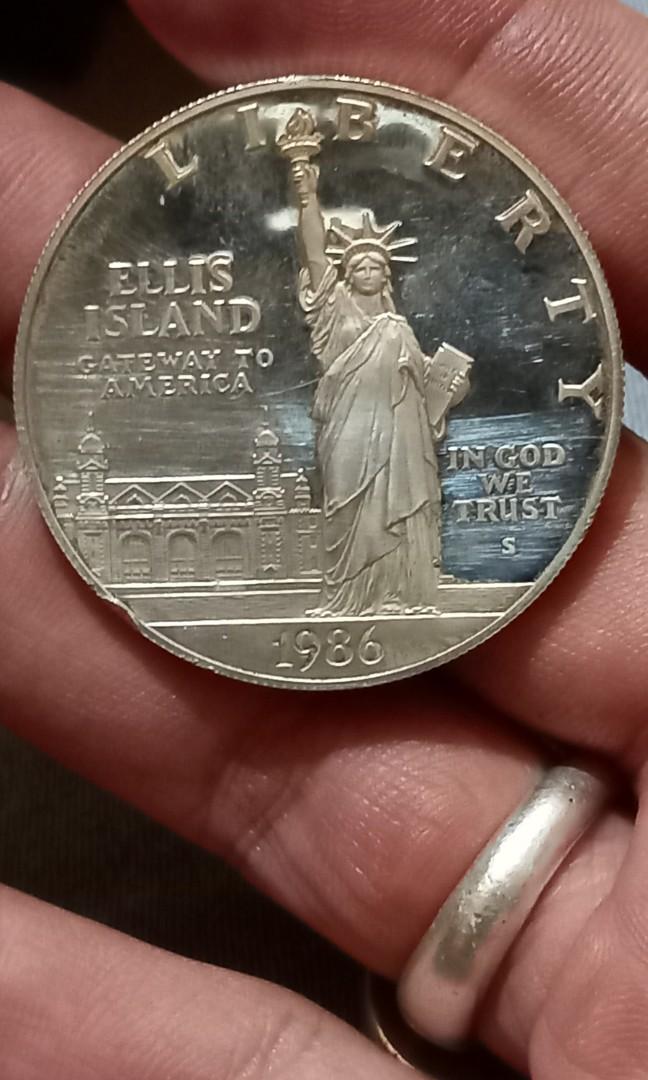 LIBERTY
ELLIS
ISLAND
GATEWAY TO
AMERICA
IN GOD
WE
TRUST
S
1986